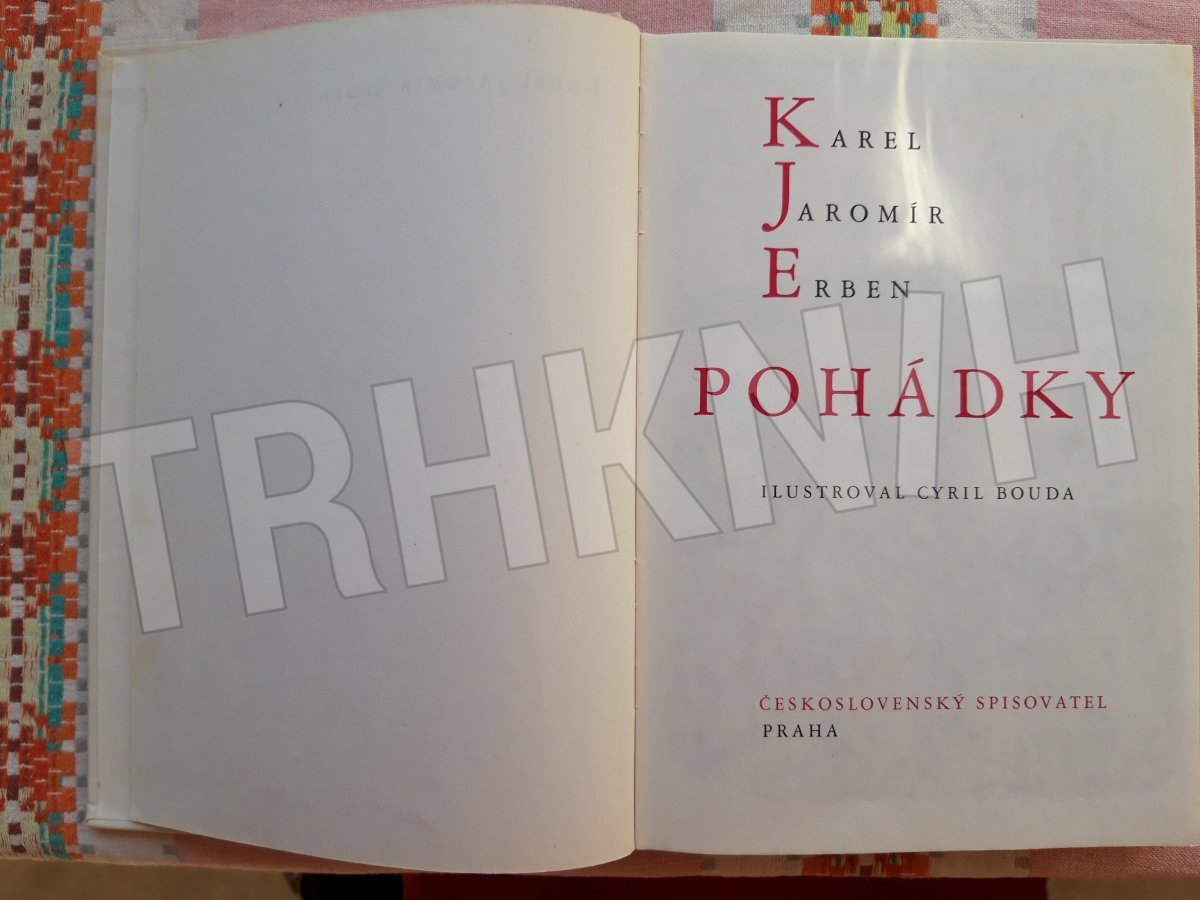 KAREL
JAROMÍR
ERBEN
POHÁDKY
ILUSTROVAL CYRIL BOUDA
ČESKOSLOVENSKÝ SPISOVATEL
PRAHA
TRHKNIH